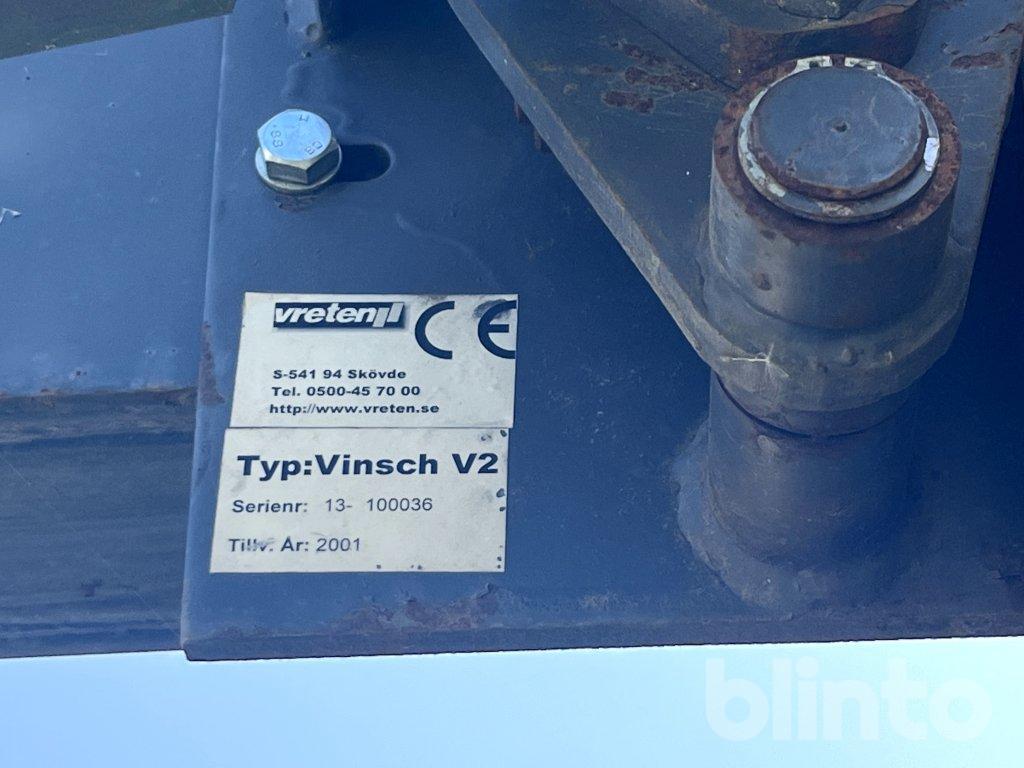 vreten
CE
S-541 94 Skövde
Tel. 0500-45 70 00
http://www.vreten.se
Typ:Vinsch V2
Serienr: 13- 100036
Tillv. År: 2001
blinto